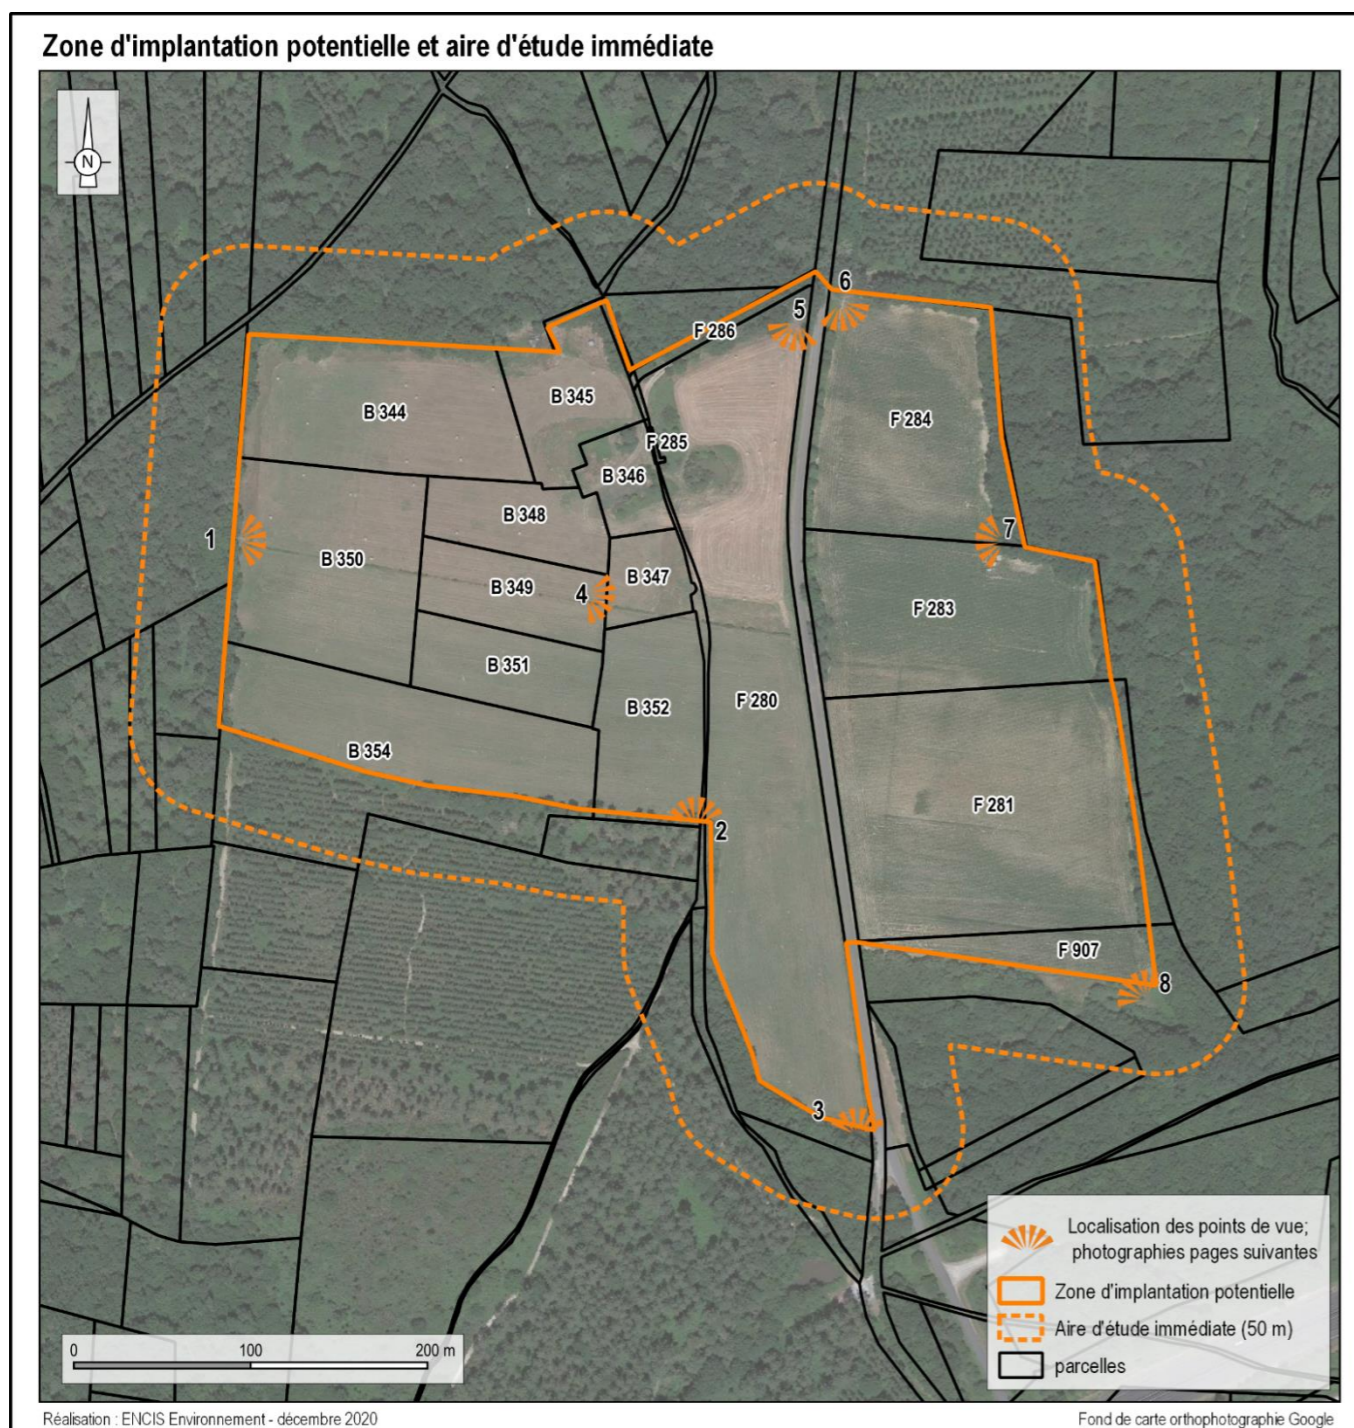 Zone d'implantation potentielle et aire d'étude immédiate
N
6
5
F 286
B 345
B 344
F 284
F 285
B 346
B 348
7
1
B 350
B 347
B 349
4
F 283
B 351
F 280
B 352
B 354
F 281
2
F 907
8
3
Localisation des points de vue;
photographies pages suivantes
Zone d'implantation potentielle
Aire d'étude immédiate (50 m)
parcelles
0 100 200 m
Réalisation : ENCIS Environnement - décembre 2020
Fond de carte orthophotographie Google